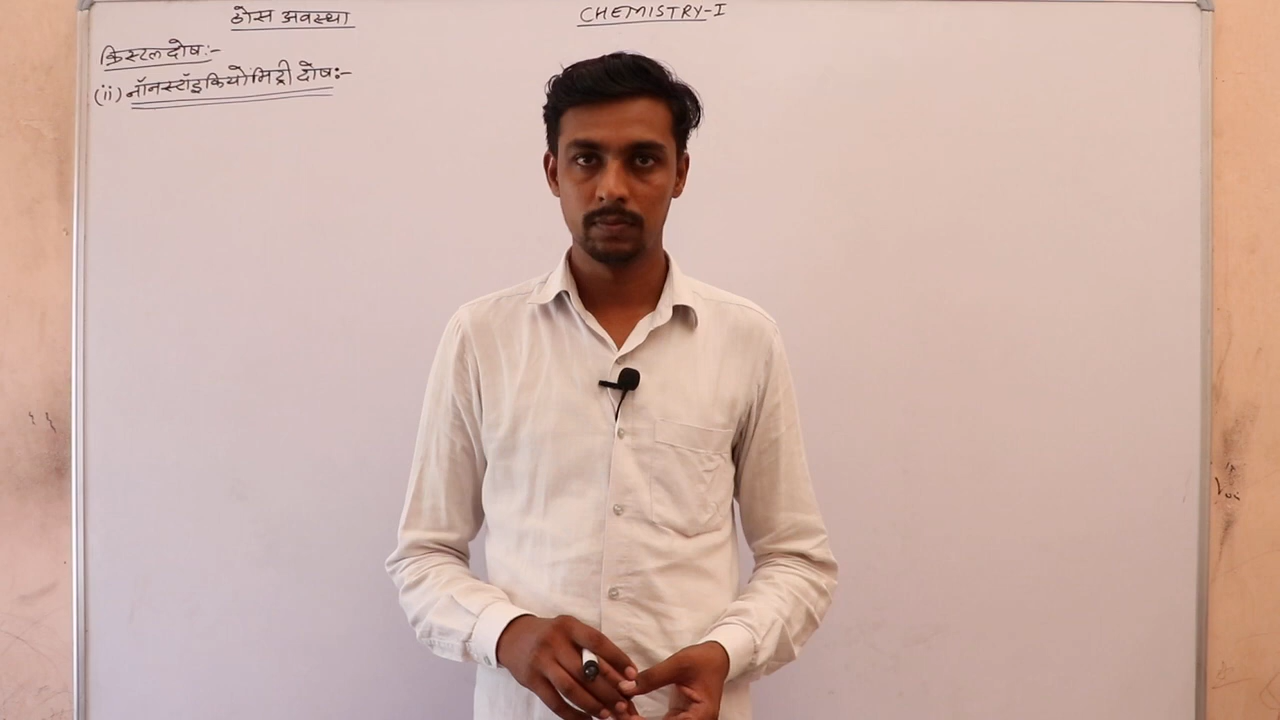 ठोस अवस्था
CHEMISTRY-I
क्रिस्टल दोष:-
(ii) नॉनस्टॉइकियोमिट्री दोष:-